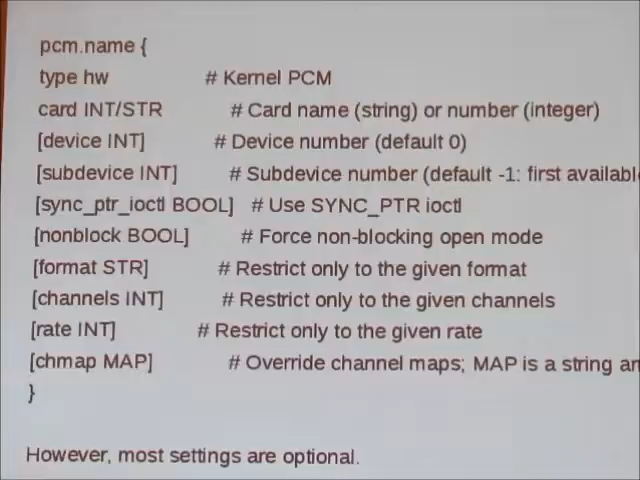 pcm.name {
type hw # Kernel PCM
card INT/STR # Card name (string) or number (integer)
[device INT] # Device number (default 0)
[subdevice INT] # Subdevice number (default -1: first
[sync_ptr_ioctl BOOL] # Use SYNC_PTR ioctl
[nonblock BOOL] # Force non-blocking open mode
[format STR] # Restrict only to the given format
[channels INT] # Restrict only to the given channels
[rate INT] # Restrict only to the given rate
[chmap MAP] # Override channel maps; MAP is a string
}
However, most settings are optional.